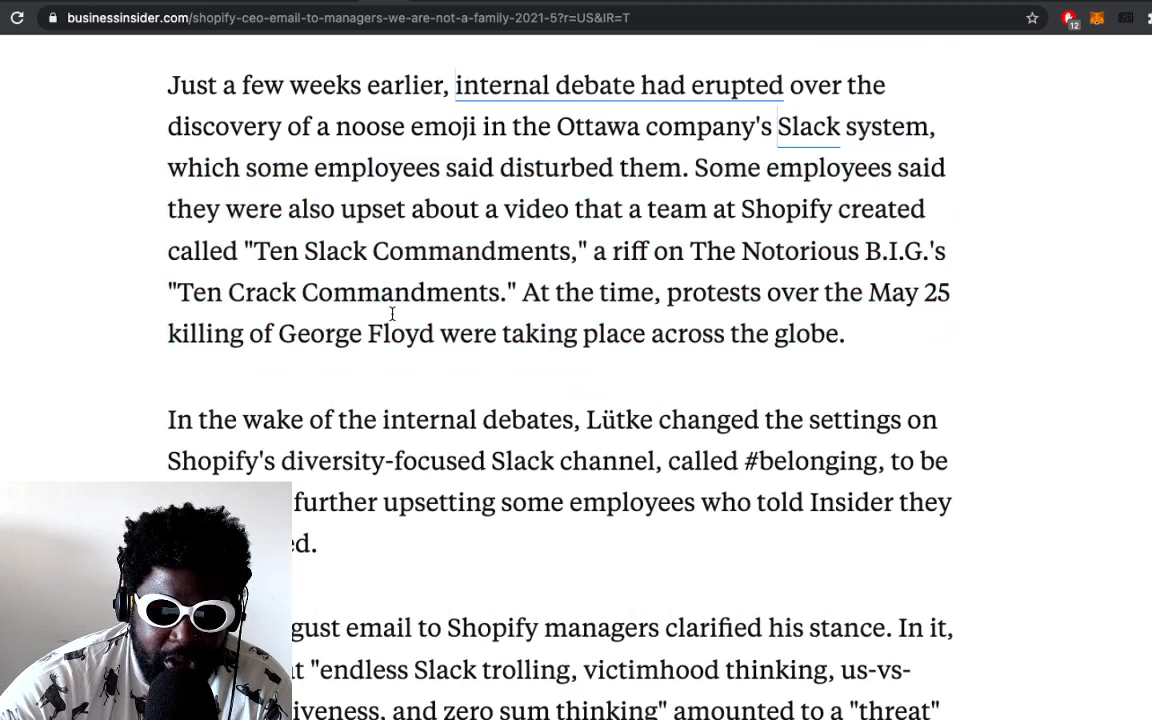 businessinsider.com/shopify-ceo-email-to-managers-we-are-not-a-family-2021-5?r=US&IR=T
12
Just a few weeks earlier, internal debate had erupted over the
discovery of a noose emoji in the Ottawa company's Slack system,
which some employees said disturbed them. Some employees said
they were also upset about a video that a team at Shopify created
called "Ten Slack Commandments," a riff on The Notorious B.I.G.'s
"Ten Crack Commandments." At the time, protests over the May 25
killing of George Floyd were taking place across the globe.
In the wake of the internal debates, Lütke changed the settings on
Shopify's diversity-focused Slack channel, called #belonging, to be
further upsetting some employees who told Insider they
ed.
gust email to Shopify managers clarified his stance. In it,
t "endless Slack trolling, victimhood thinking, us-vs-
iveness, and zero sum thinking" amounted to a "threat"